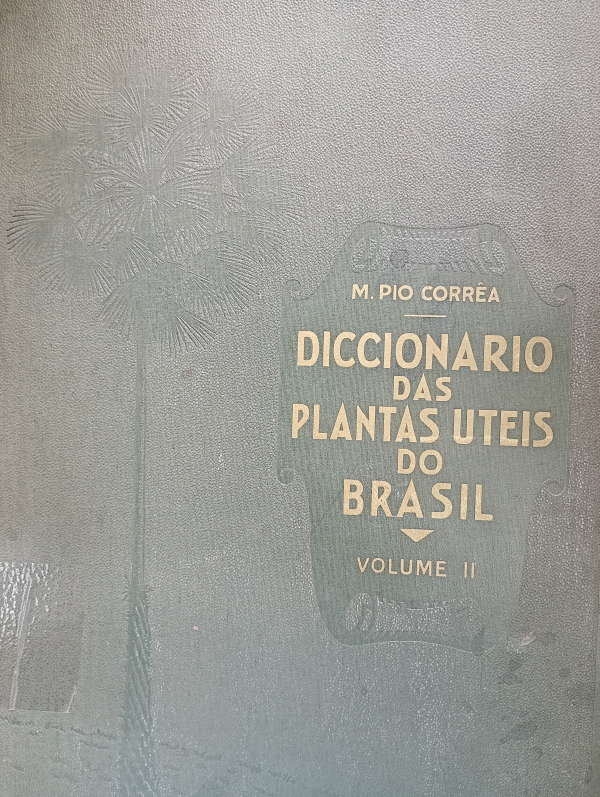 M. PIO CORRÊA
DICCIONARIO
DAS
PLANTAS UTEIS
DO
BRASIL
VOLUME II